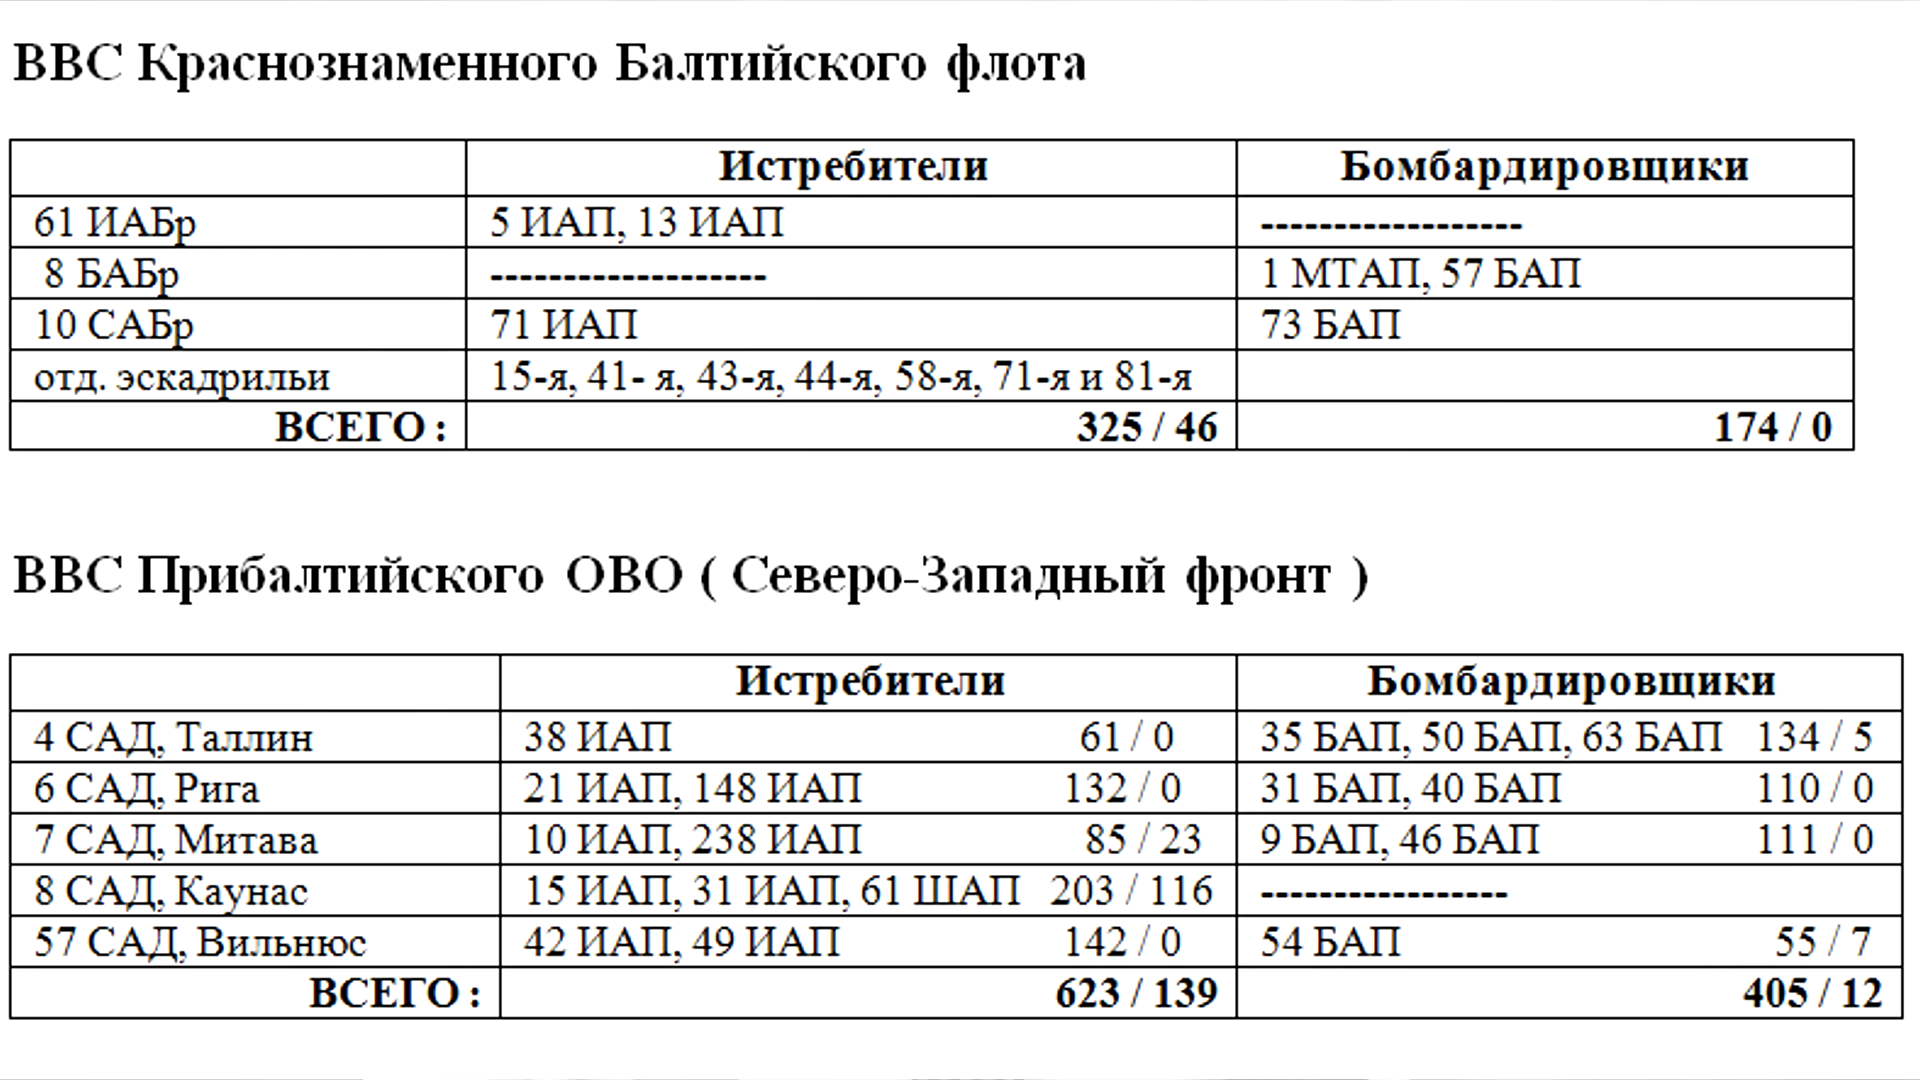 ВВС Краснознаменного Балтийского флота
Истребители Бомбардировщики
61 ИАБр 5 ИАП, 13 ИАП ------------------
8 БАБр ------------------- 1 МТАП, 57 БАП
10 САБр 71 ИАП 73 БАП
отд. эскадрильи 15-я, 41- я, 43-я, 44-я, 58-я, 71-я и 81-я
ВСЕГО : 325 / 46 174 / 0
ВВС Прибалтийского ОВО ( Северо-Западный фронт )
Истребители Бомбардировщики
4 САД, Таллин 38 ИАП 61 / 0 35 БАП, 50 БАП, 63 БАП 134 / 5
6 САД, Рига 21 ИАП, 148 ИАП 132 / 0 31 БАП, 40 БАП 110 / 0
7 САД, Митава 10 ИАП, 238 ИАП 85 / 23 9 БАП, 46 БАП 111 / 0
8 САД, Каунас 15 ИАП, 31 ИАП, 61 ШАП 203 / 116 -----------------
57 САД, Вильнюс 42 ИАП, 49 ИАП 142 / 0 54 БАП 55 / 7
ВСЕГО : 623 / 139 405 / 12